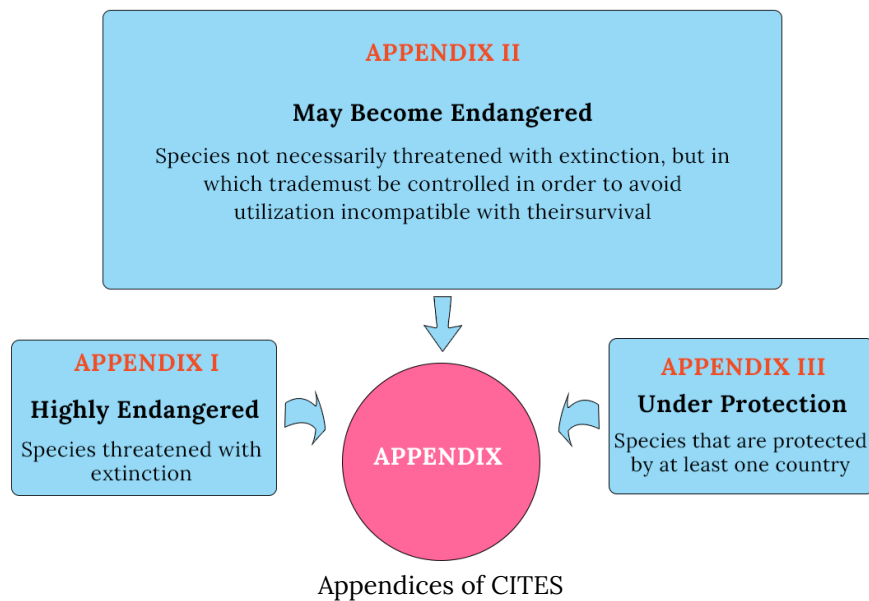 APPENDIX II
May Become Endangered
Species not necessarily threatened with extinction, but in
which trademust be controlled in order to avoid
utilization incompatible with theirsurvival
APPENDIX I
Highly Endangered
Species threatened with
extinction
APPENDIX
APPENDIX III
Under Protection
Species that are protected
by at least one country
Appendices of CITES